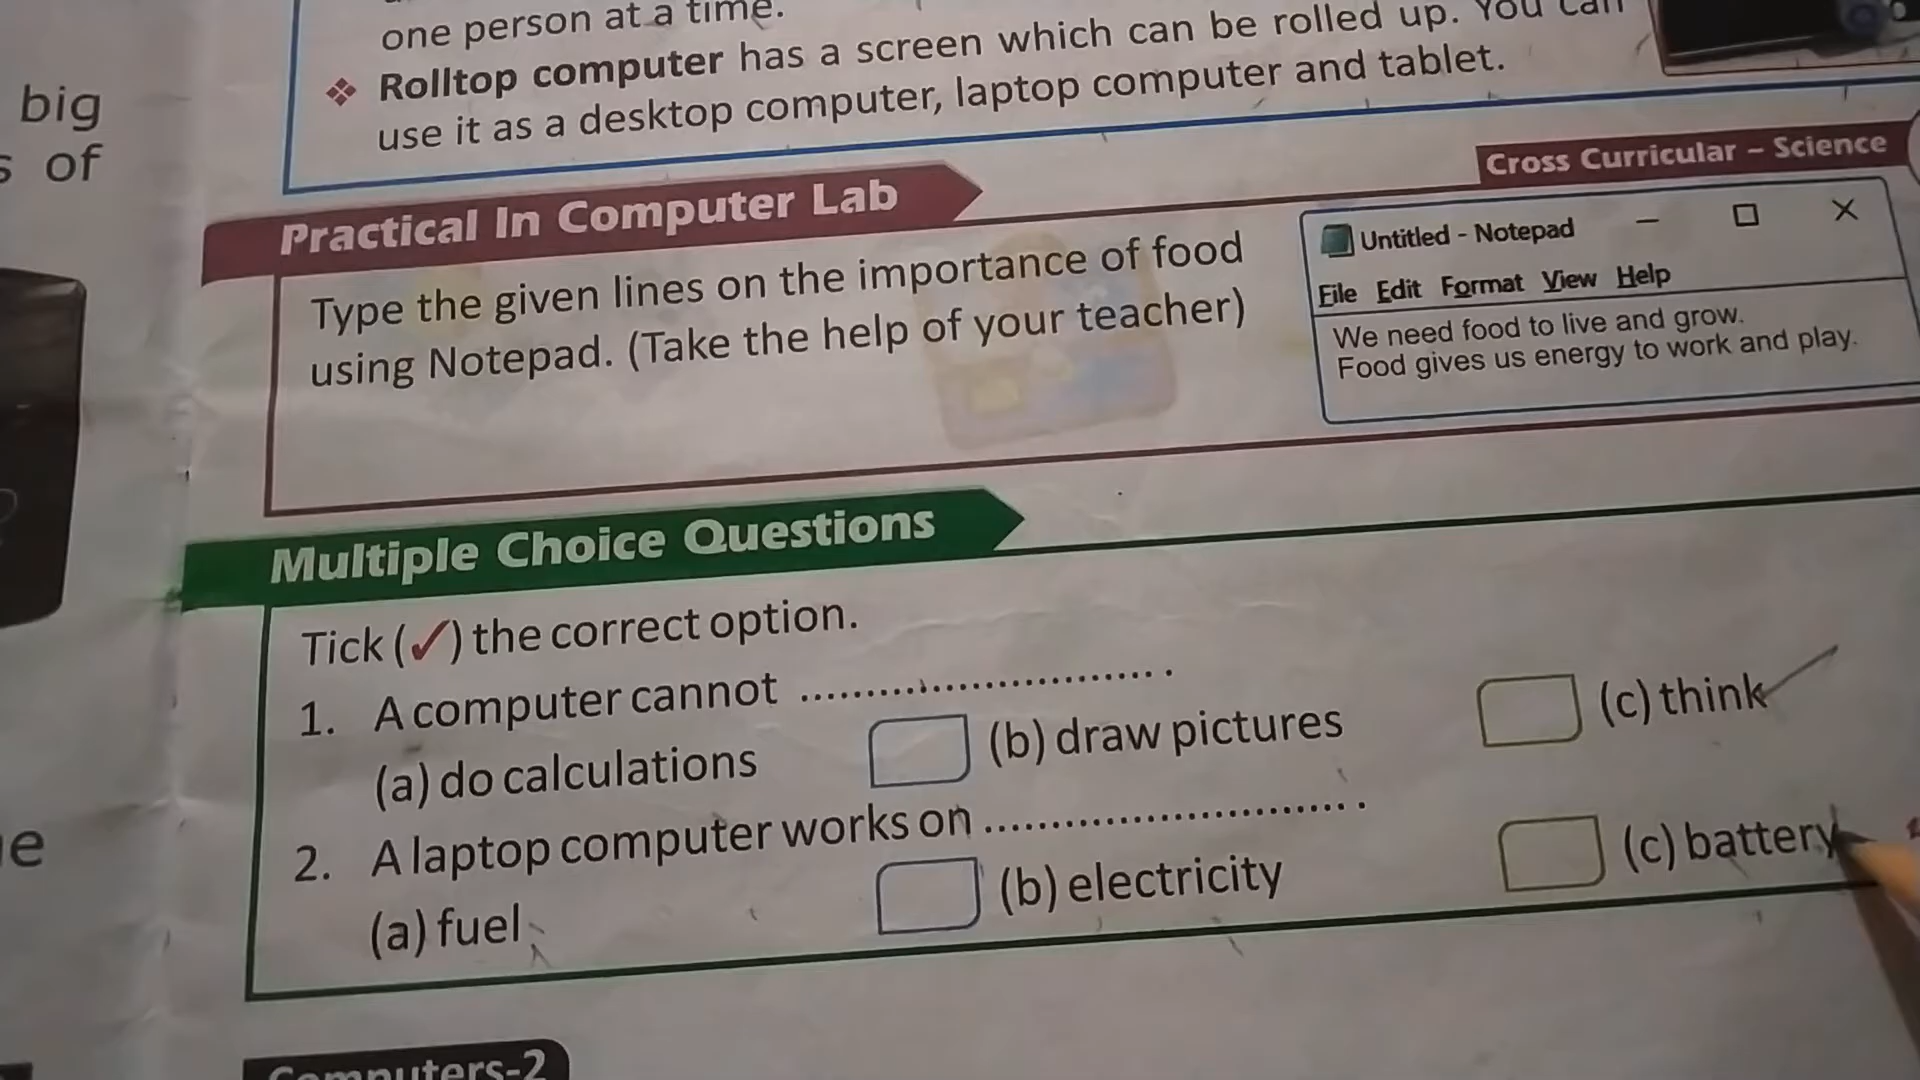 big
s of
one person at a time.
❖ Rolltop computer has a screen which can be rolled up. You can
use it as a desktop computer, laptop computer and tablet.
Cross Curricular – Science
Practical In Computer Lab
Type the given lines on the importance of food
using Notepad. (Take the help of your teacher)
Untitled - Notepad
File Edit Format View Help
We need food to live and grow.
Food gives us energy to work and play.
Multiple Choice Questions
Tick (✓) the correct option.
1. A computer cannot ............................
(a) do calculations (b) draw pictures (c) think
2. A laptop computer works on ............................
(a) fuel (b) electricity (c) battery
Computers-2